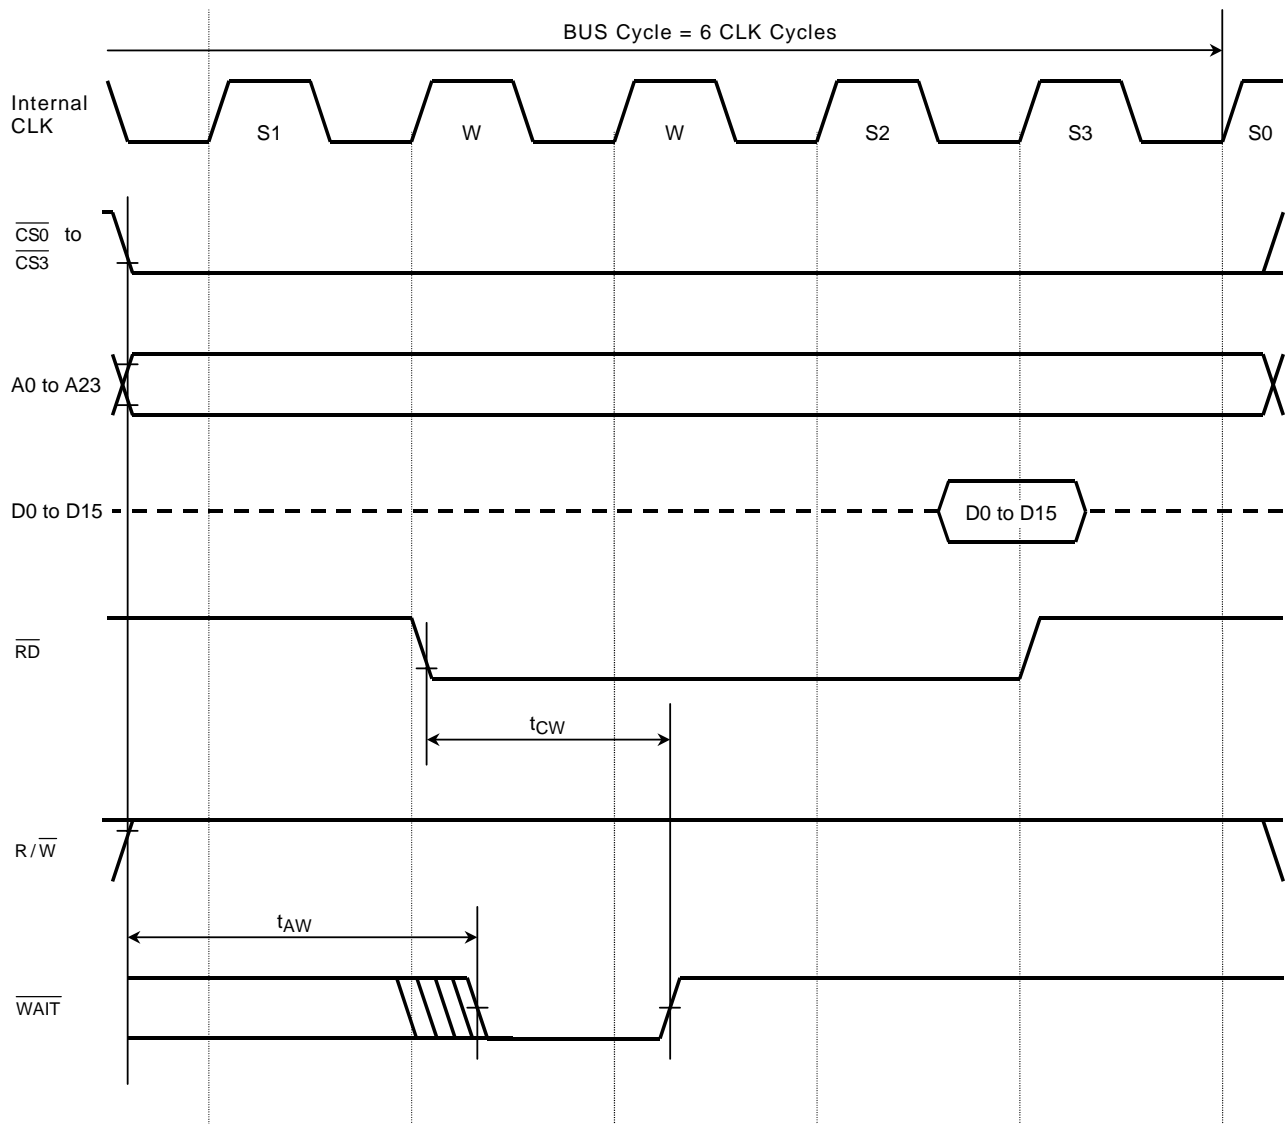 BUS Cycle = 6 CLK Cycles
Internal
CLK
S1
W
W
S2
S3
S0
CS0 to
CS3
A0 to A23
D0 to D15
D0 to D15
RD
tCW
R/W
tAW
WAIT